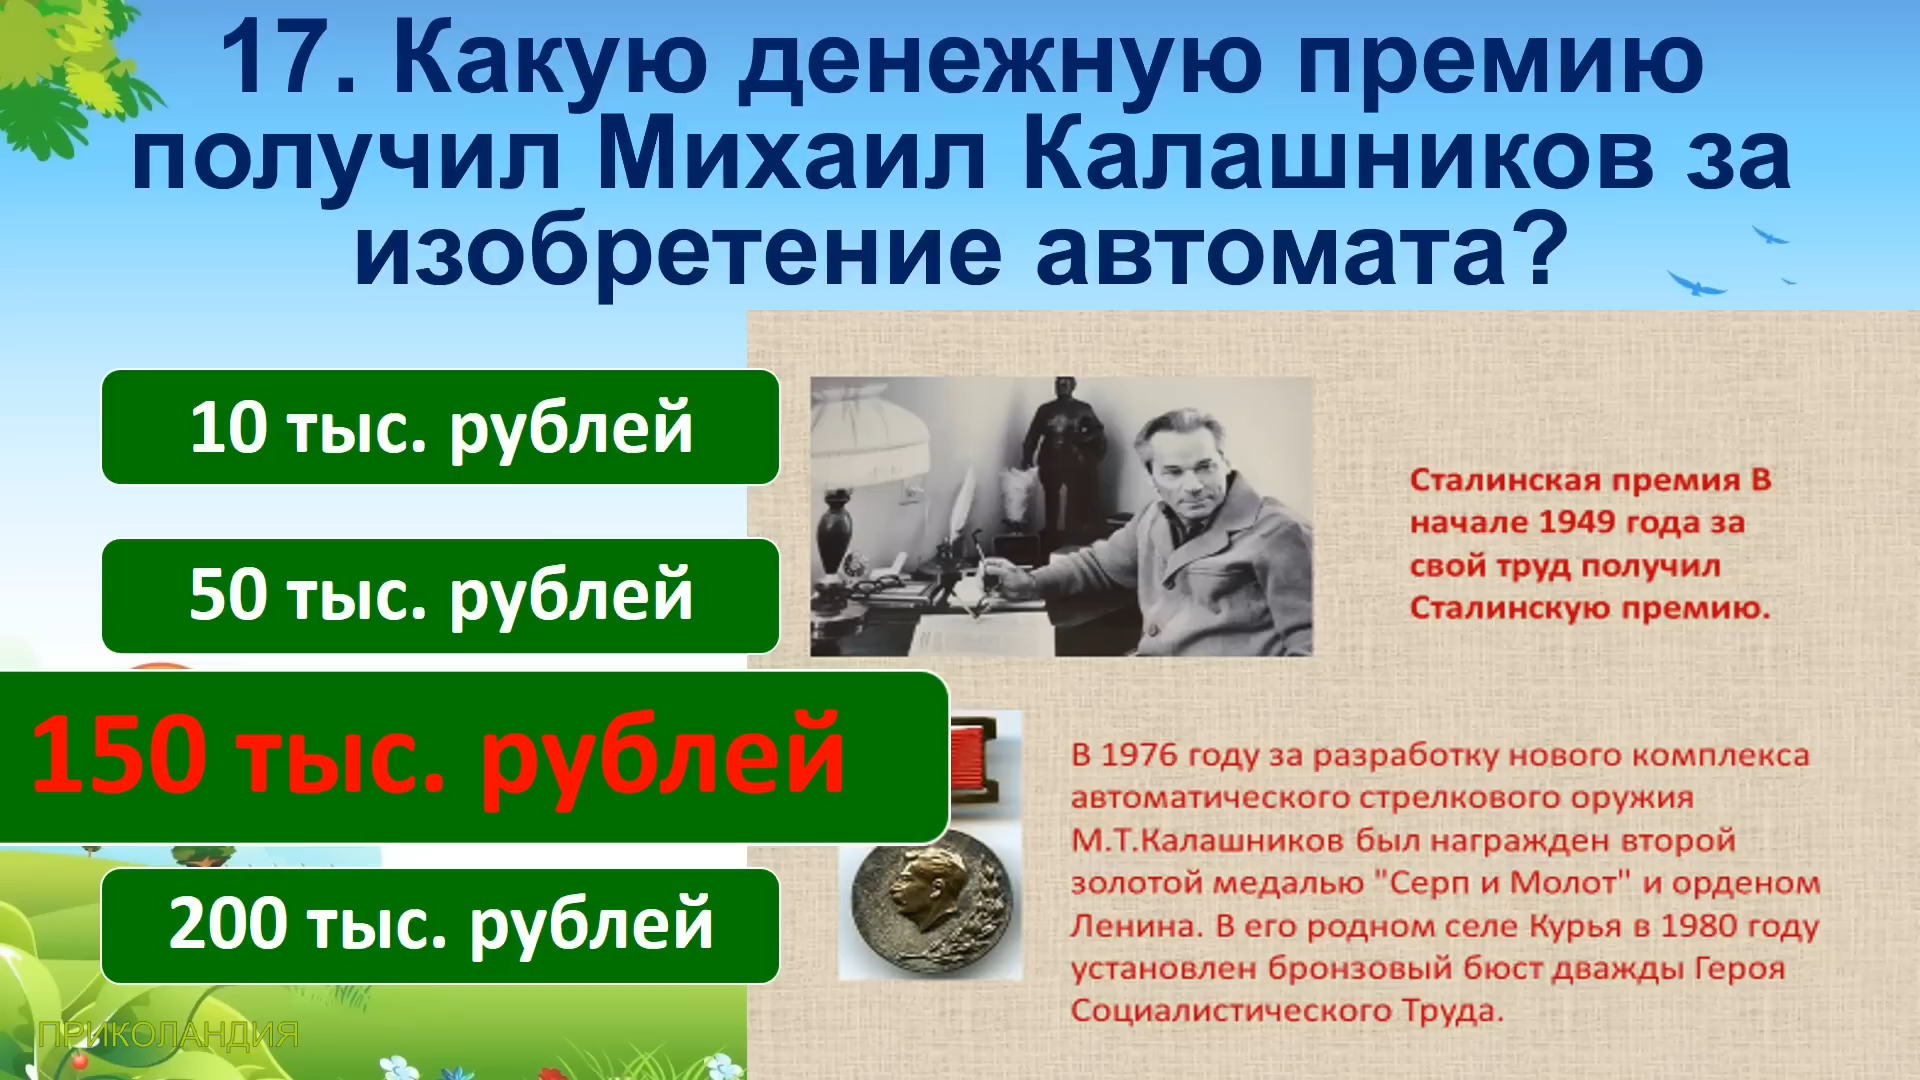 17. Какую денежную премию
получил Михаил Калашников за
изобретение автомата?
10 тыс. рублей
50 тыс. рублей
150 тыс. рублей
200 тыс. рублей
Сталинская премия В
начале 1949 года за
свой труд получил
Сталинскую премию.
В 1976 году за разработку нового комплекса
автоматического стрелкового оружия
М.Т.Калашников был награжден второй
золотой медалью "Серп и Молот" и орденом
Ленина. В его родном селе Курья в 1980 году
установлен бронзовый бюст дважды Героя
Социалистического Труда.
ПРИКОЛАНДИЯ